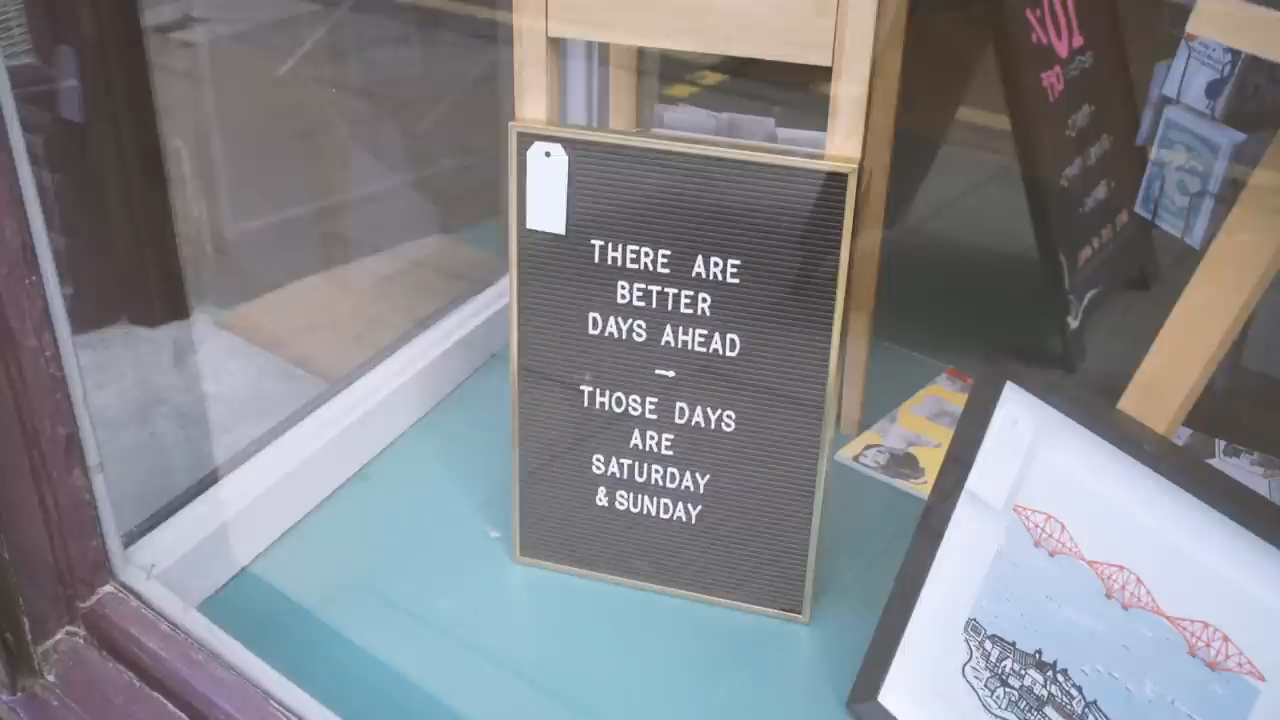 THERE ARE
BETTER
DAYS AHEAD
→
THOSE DAYS
ARE
SATURDAY
& SUNDAY